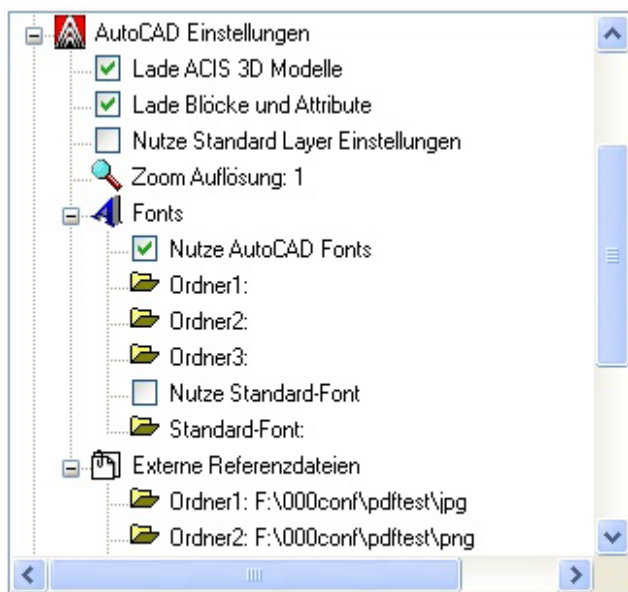 AutoCAD Einstellungen
Lade ACIS 3D Modelle
Lade Blöcke und Attribute
Nutze Standard Layer Einstellungen
Zoom Auflösung: 1
Fonts
Nutze AutoCAD Fonts
Ordner1:
Ordner2:
Ordner3:
Nutze Standard-Font
Standard-Font:
Externe Referenzdateien
Ordner1: F:\000conf\pdftest\jpg
Ordner2: F:\000conf\pdftest\png